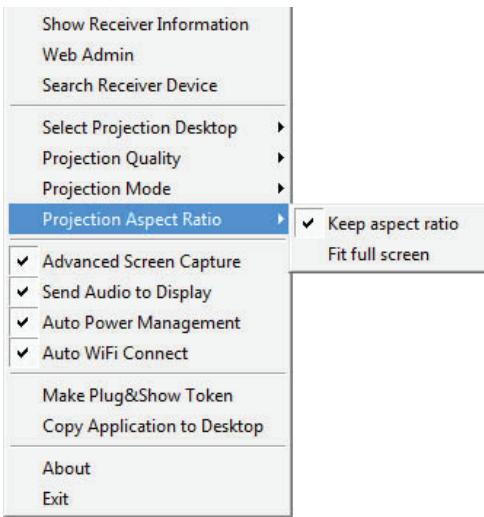 Show Receiver Information
Web Admin
Search Receiver Device
Select Projection Desktop
Projection Quality
Projection Mode
Projection Aspect Ratio
Keep aspect ratio
Fit full screen
Advanced Screen Capture
Send Audio to Display
Auto Power Management
Auto WiFi Connect
Make Plug&Show Token
Copy Application to Desktop
About
Exit